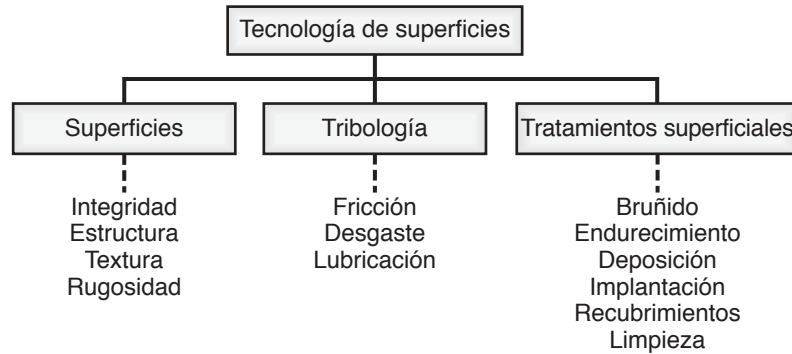 Tecnología de superficies
Superficies
Tribología
Tratamientos superficiales
Integridad
Estructura
Textura
Rugosidad
Fricción
Desgaste
Lubricación
Bruñido
Endurecimiento
Deposición
Implantación
Recubrimientos
Limpieza